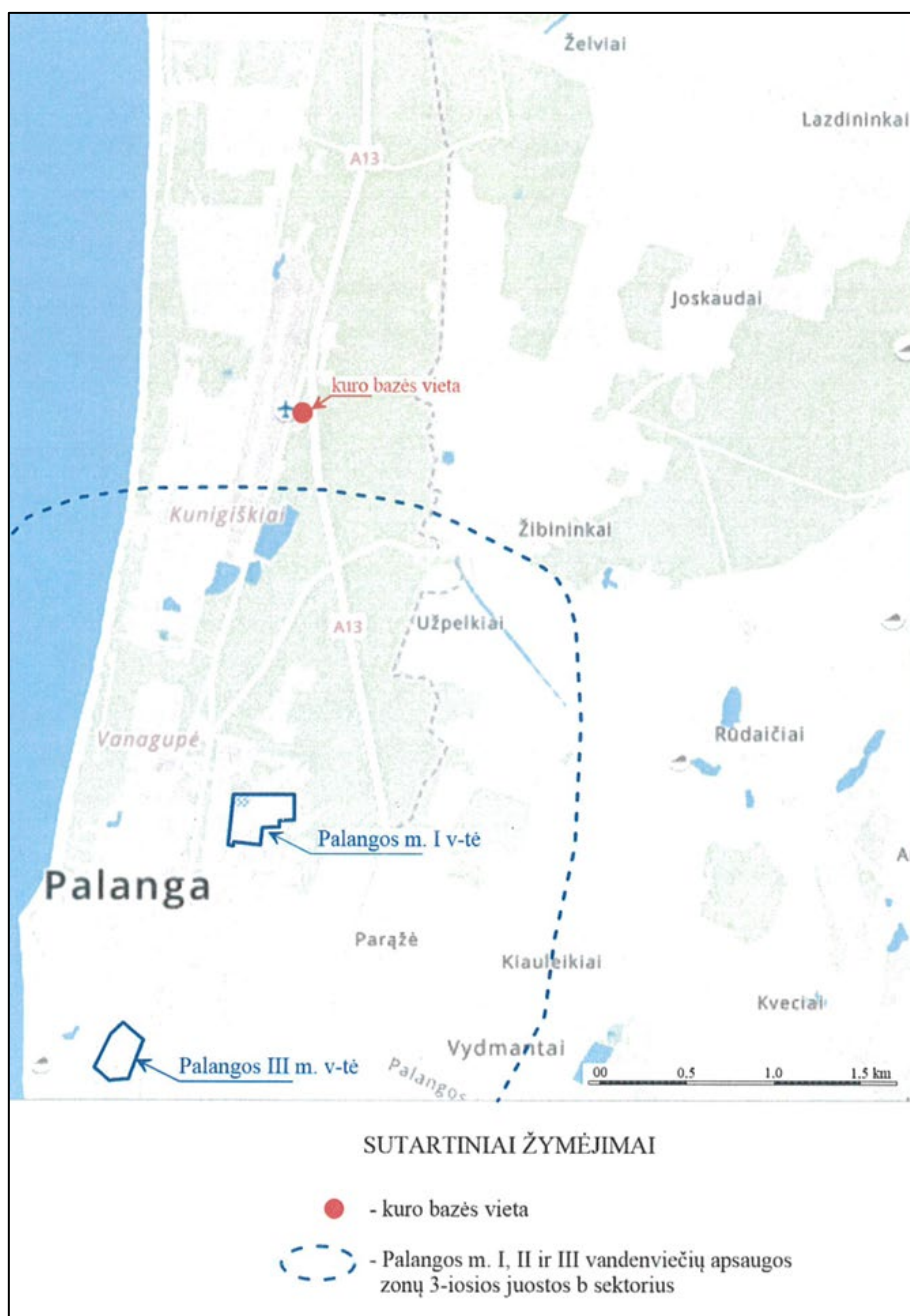 Želviai
Lazdininkai
A13
Joskaudai
kuro bazės vieta
Kunigiškiai
Žibininkai
A13
Užpelkiai
Vanagupė
Rūdaičiai
Palangos m. I v-tė
Palanga
Parąžė
Kiauleikiai
Kveciai
Vydmantai
Palangos III m. v-tė
Palangos
00 0.5 1.0 1.5 km
SUTARTINIAI ŽYMĖJIMAI
- kuro bazės vieta
- Palangos m. I, II ir III vandenviečių apsaugos
zonų 3-iosios juostos b sektorius